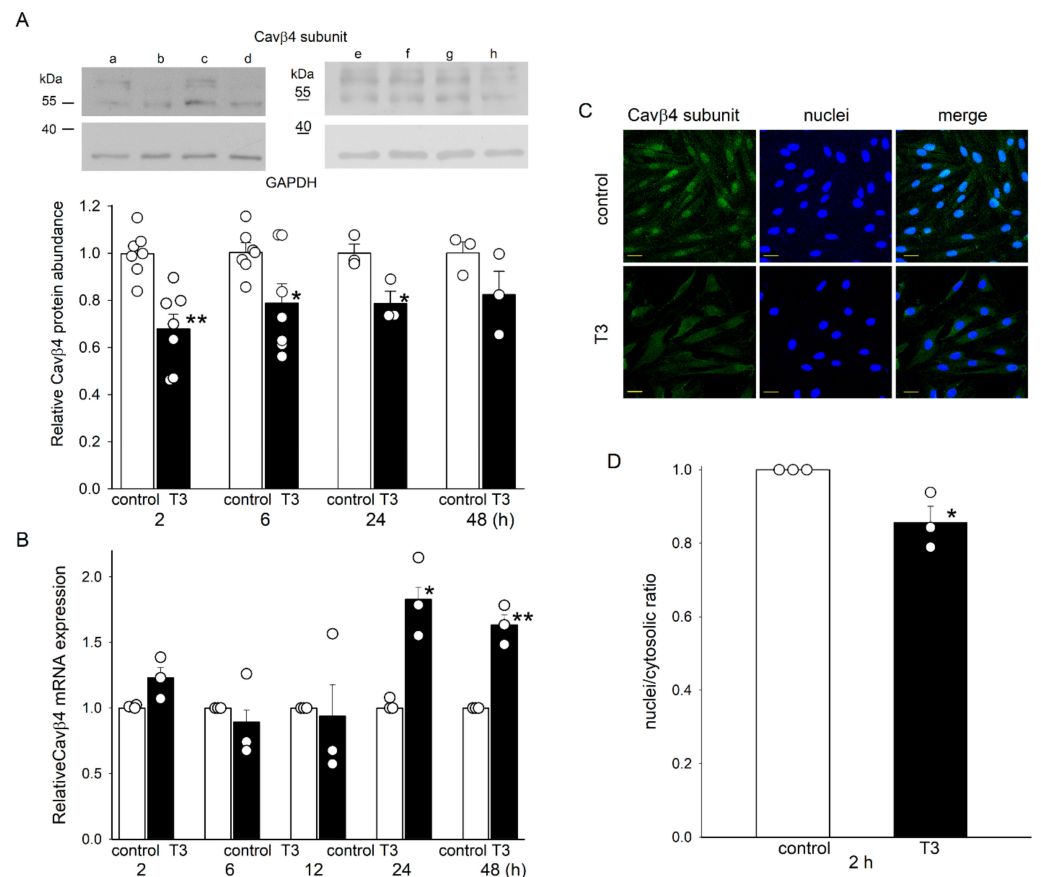 A
Cavβ4 subunit
a b c d
e f g h
kDa
55
40
kDa
55
40
GAPDH
Relative Cavβ4 protein abundance
1.2
1.0
0.8
0.6
0.4
0.2
0.0
** * *
control T3 control T3 control T3 control T3
2 6 24 48 (h)
B
RelativeCavβ4 mRNA expression
2.0
1.5
1.0
0.5
0.0
* **
control T3 control T3 control T3 control T3 control T3
2 6 12 24 48 (h)
C
Cavβ4 subunit nuclei merge
control
T3
D
nuclei/cytosolic ratio
1.0
0.8
0.6
0.4
0.2
0.0
*
control T3
2 h